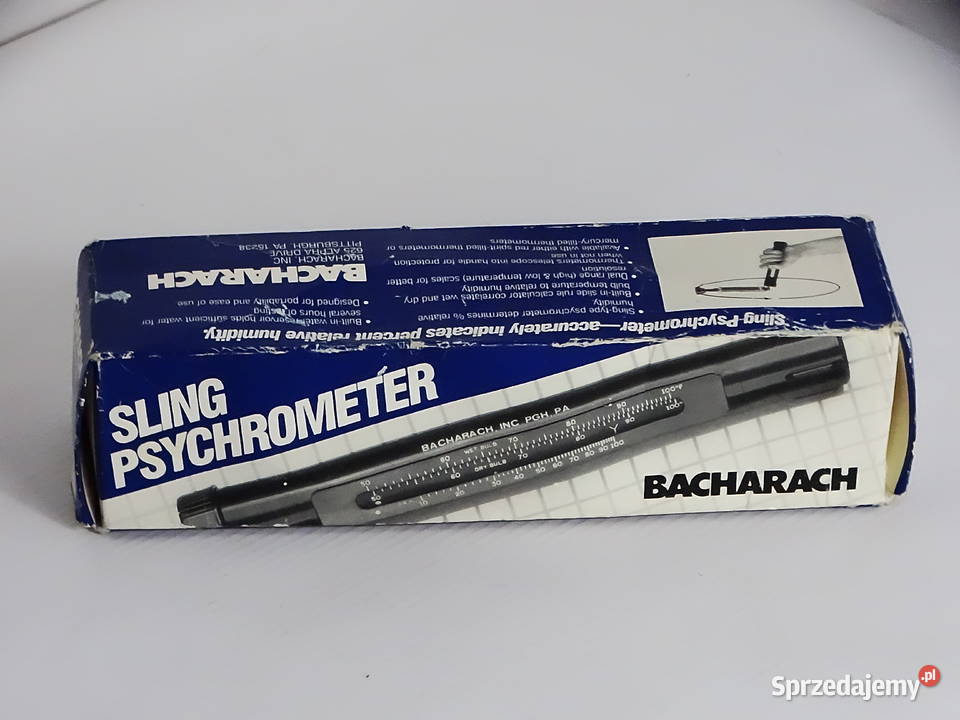 Sling Psychrometer—accurately indicates percent relative humidity.
• Sling-type psychrometer determines % relative
humidity
• Built-in slide rule calculator correlates wet and dry
bulb temperature to relative humidity
• Dual range (high & low temperature) scales for better
resolution
• Thermometers telescope into handle for protection
when not in use
• Available with either red spirit-filled thermometers or
mercury-filled thermometers
• Built-in water reservoir holds sufficient water for
several hours of testing
• Designed for portability and ease of use
BACHARACH
BACHARACH, INC.
625 ALPHA DRIVE
PITTSBURGH, PA 15238
SLING
PSYCHROMETER
BACHARACH, INC. PGH., PA.
WET BULB
DRY BULB
BACHARACH
Sprzedajemy.pl